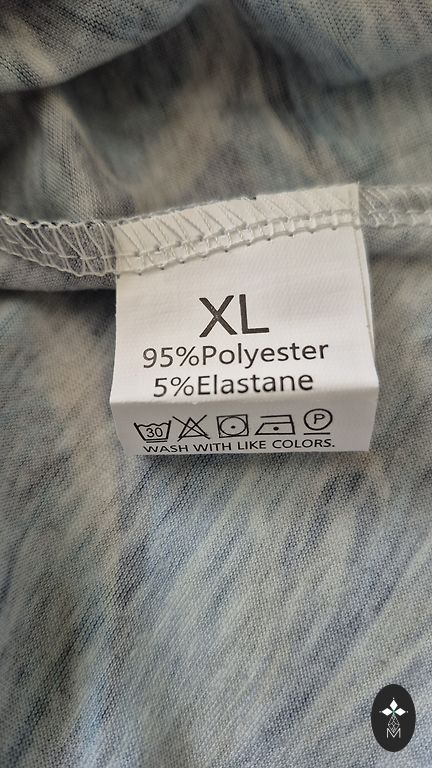 XL
95%Polyester
5%Elastane
30 P
WASH WITH LIKE COLORS.
M